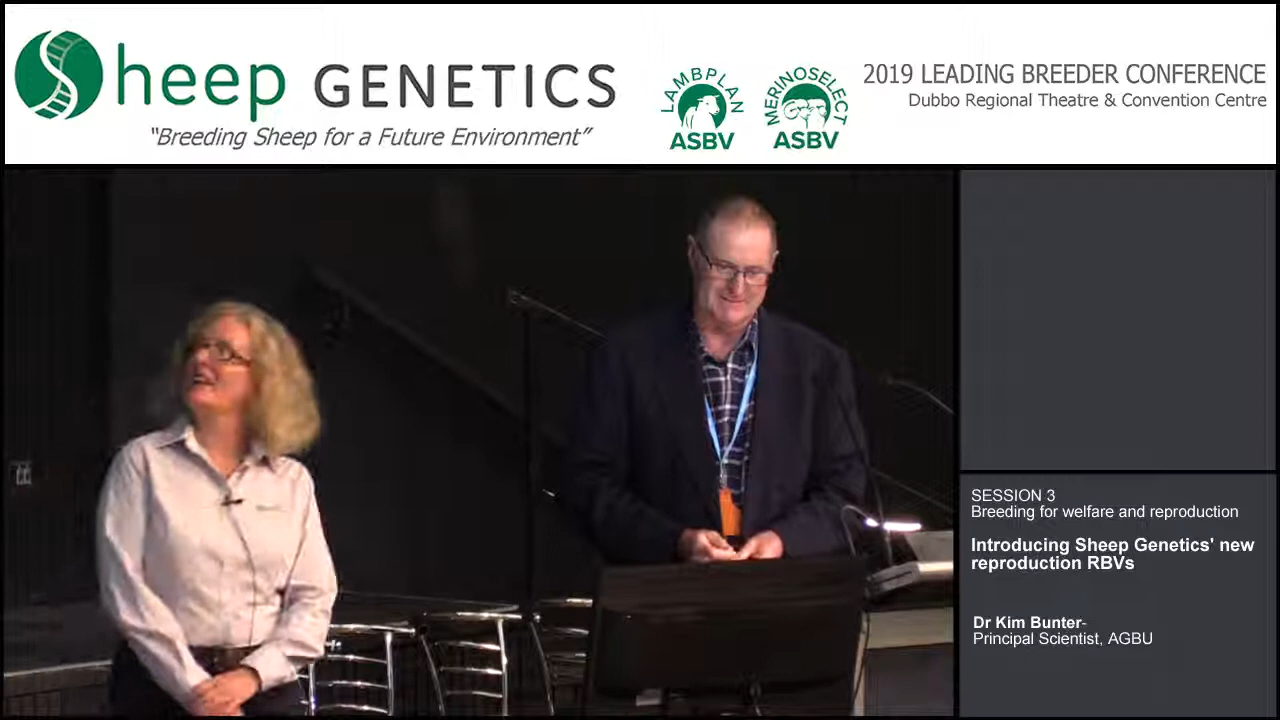 Sheep GENETICS
“Breeding Sheep for a Future Environment”
LAMBPLAN
ASBV
MERINOSELECT
ASBV
2019 LEADING BREEDER CONFERENCE
Dubbo Regional Theatre & Convention Centre
SESSION 3
Breeding for welfare and reproduction
Introducing Sheep Genetics' new
reproduction RBVs
Dr Kim Bunter-
Principal Scientist, AGBU